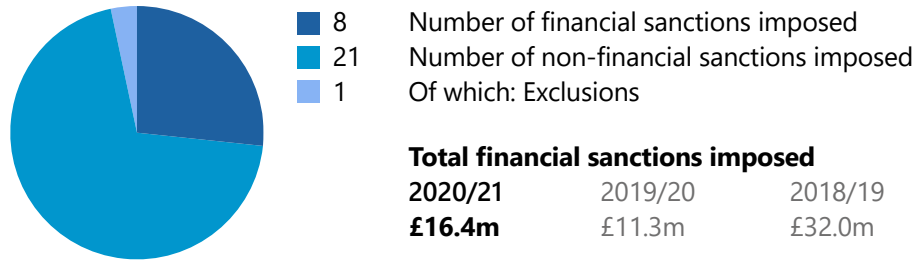 8 Number of financial sanctions imposed
21 Number of non-financial sanctions imposed
1 Of which: Exclusions
Total financial sanctions imposed
2020/21 2019/20 2018/19
£16.4m £11.3m £32.0m